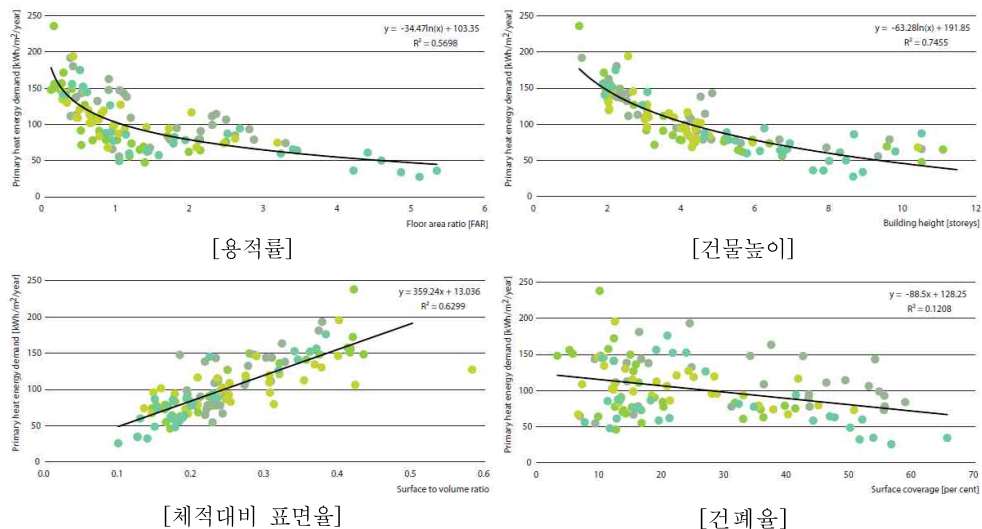 Primary heat energy demand [kWh/m²/year]
250
200
150
100
50
0
0.0
1
2
3
4
5
6
y = -34.47ln(x) + 103.35
R² = 0.5698
Floor area ratio [FAR]
[용적률]
Primary heat energy demand [kWh/m²/year]
250
200
150
100
50
0
0.0
2
4
6
8
10
12
y = -63.28ln(x) + 191.85
R² = 0.7455
Building height [storeys]
[건물높이]
Primary heat energy demand [kWh/m²/year]
250
200
150
100
50
0
0.0
0.1
0.2
0.3
0.4
0.5
0.6
y = 359.24x + 13.036
R² = 0.6299
Surface to volume ratio
[체적대비 표면율]
Primary heat energy demand [kWh/m²/year]
250
200
150
100
50
0
0
10
20
30
40
50
60
70
y = -88.5x + 128.25
R² = 0.1208
Surface coverage [per cent]
[건폐율]